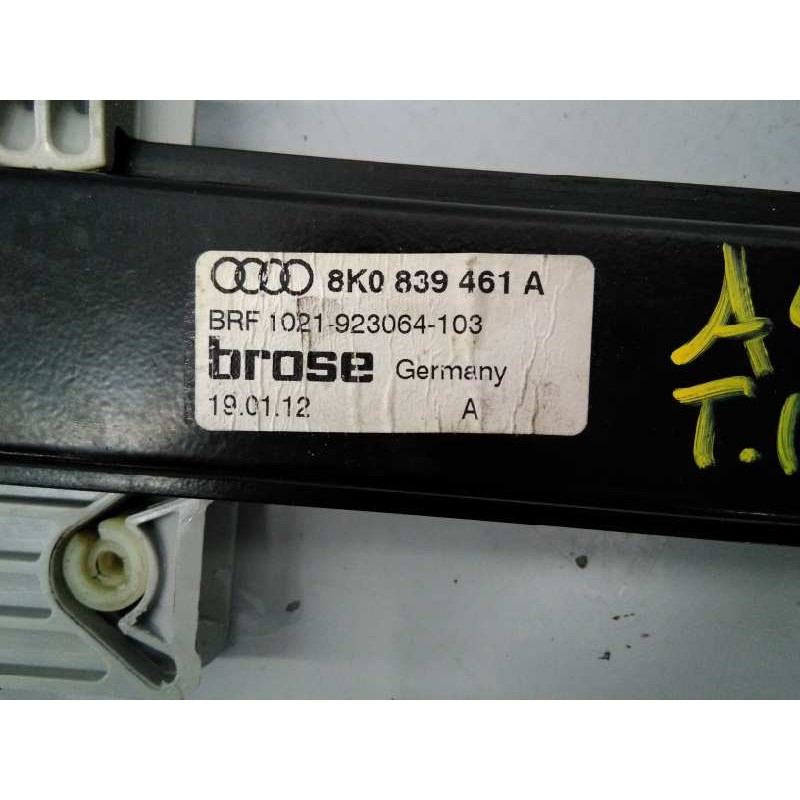 8K0 839 461 A
BRF 1021-923064-103
brose Germany
19.01.12 A